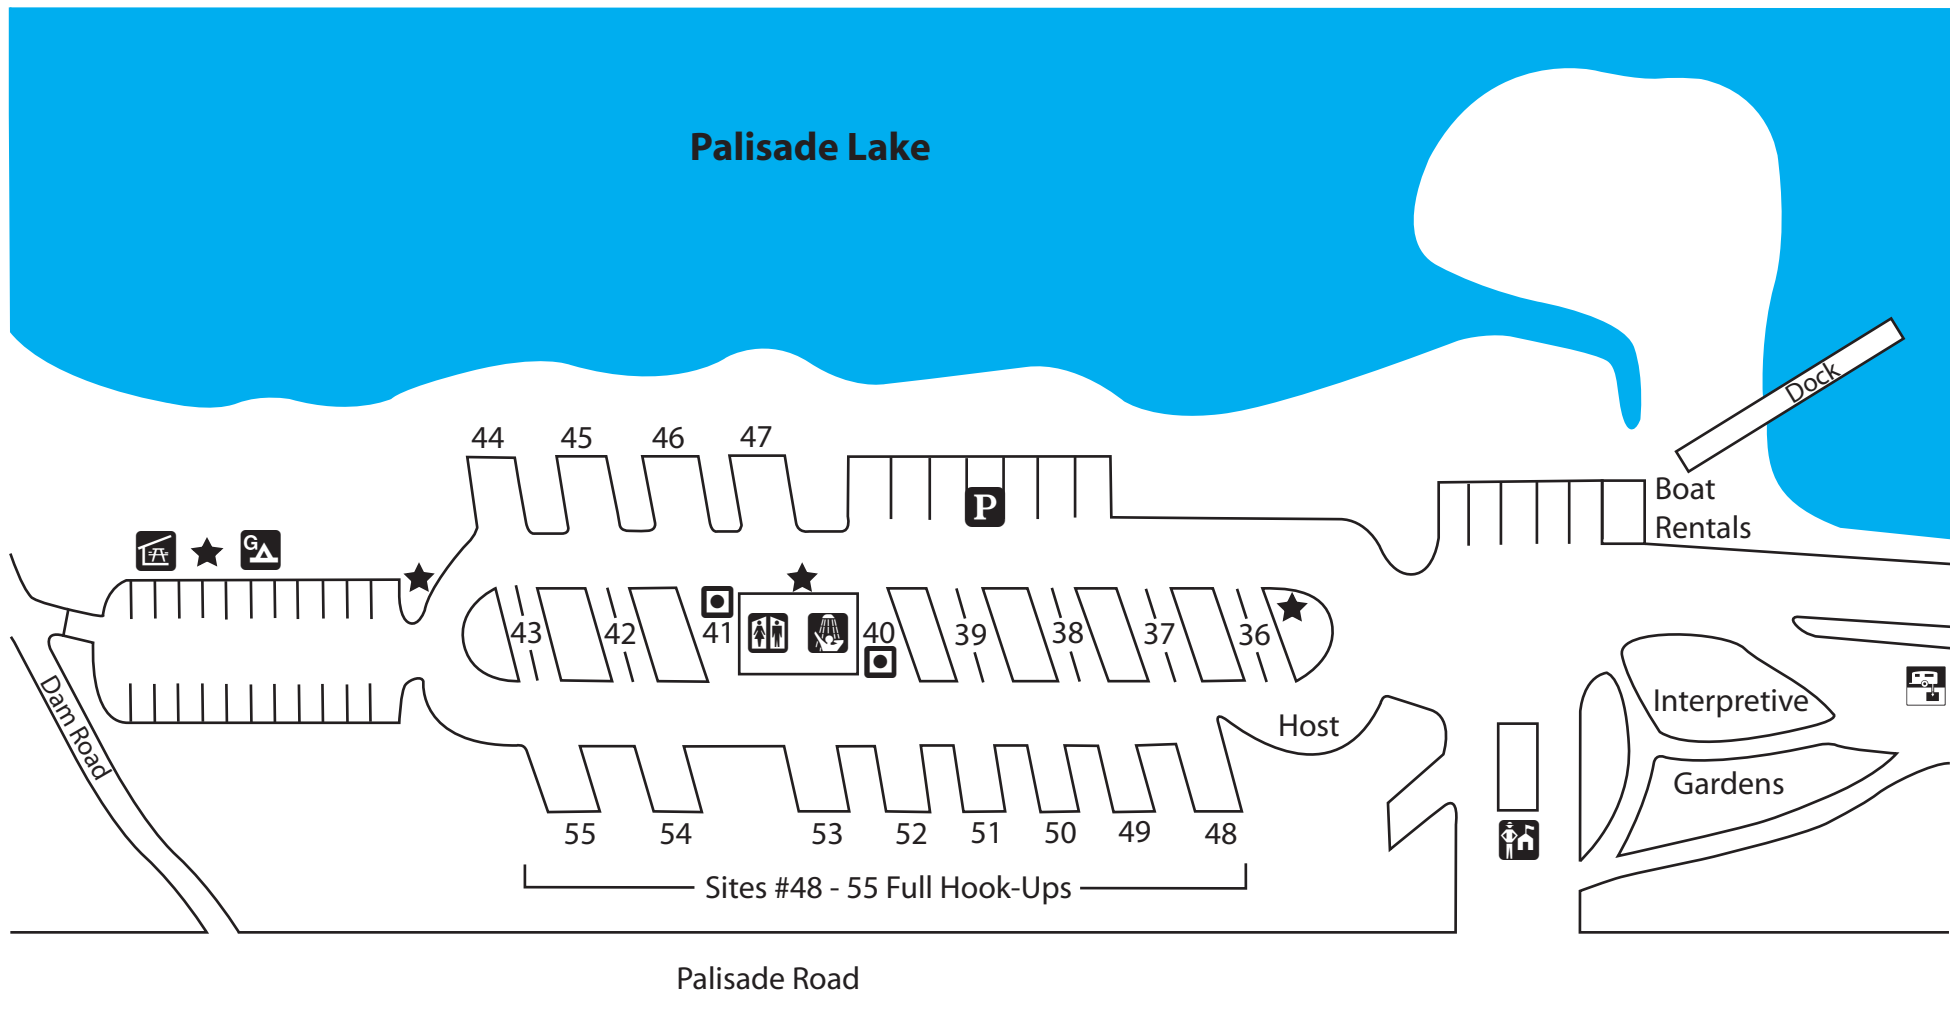 Palisade Lake
Dock
44 45 46 47
Boat
Rentals
P
G
43 42 41 40 39 38 37 36
Dam Road
Interpretive
Host
Gardens
55 54 53 52 51 50 49 48
Sites #48 - 55 Full Hook-Ups
Palisade Road